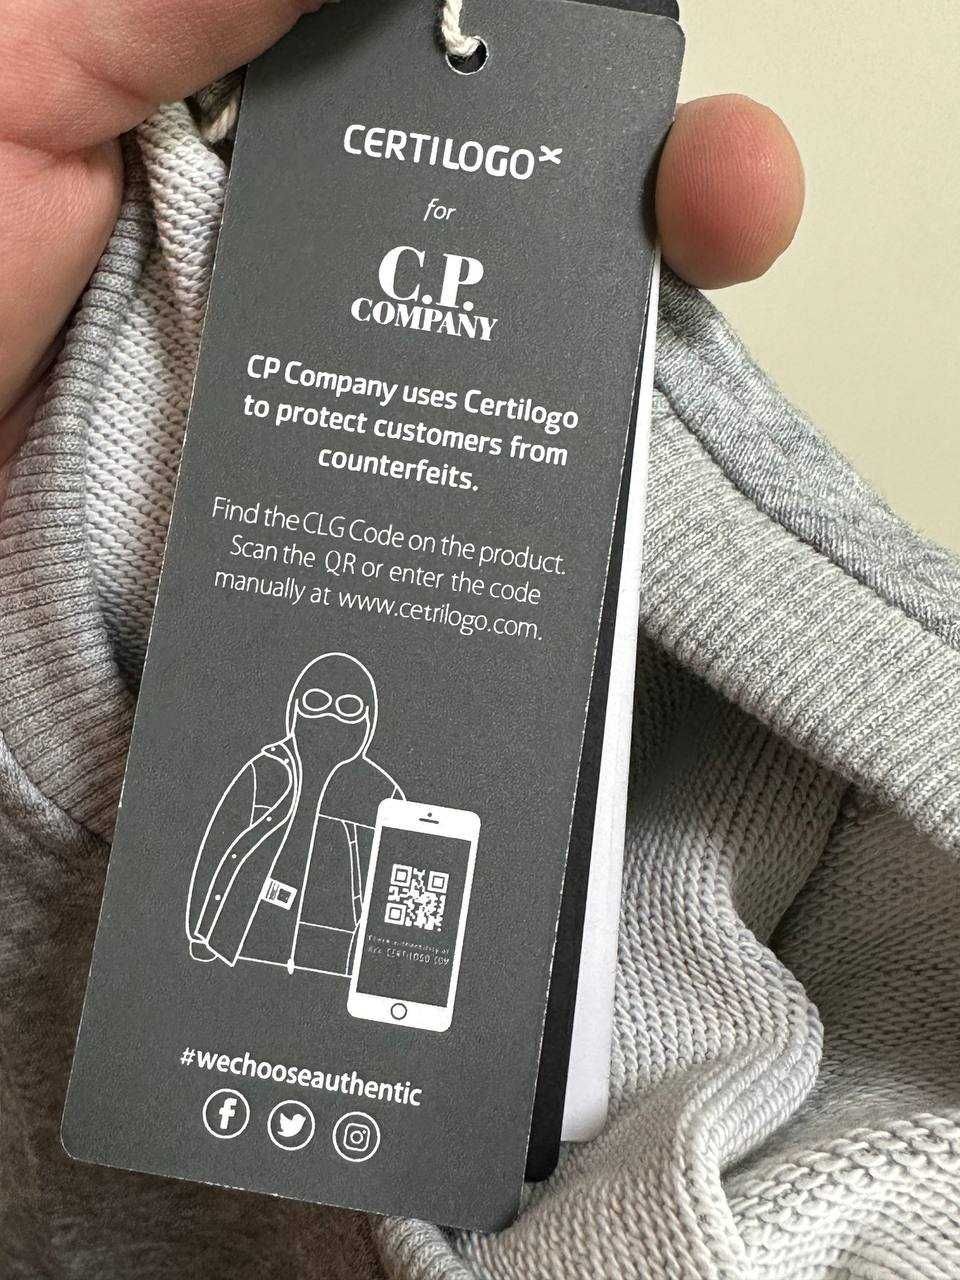 CERTILOGO
for
C.P.
COMPANY
CP Company uses Certilogo
to protect customers from
counterfeits.
Find the CLG Code on the product.
Scan the QR or enter the code
manually at www.cetrilogo.com.
#wechooseauthentic